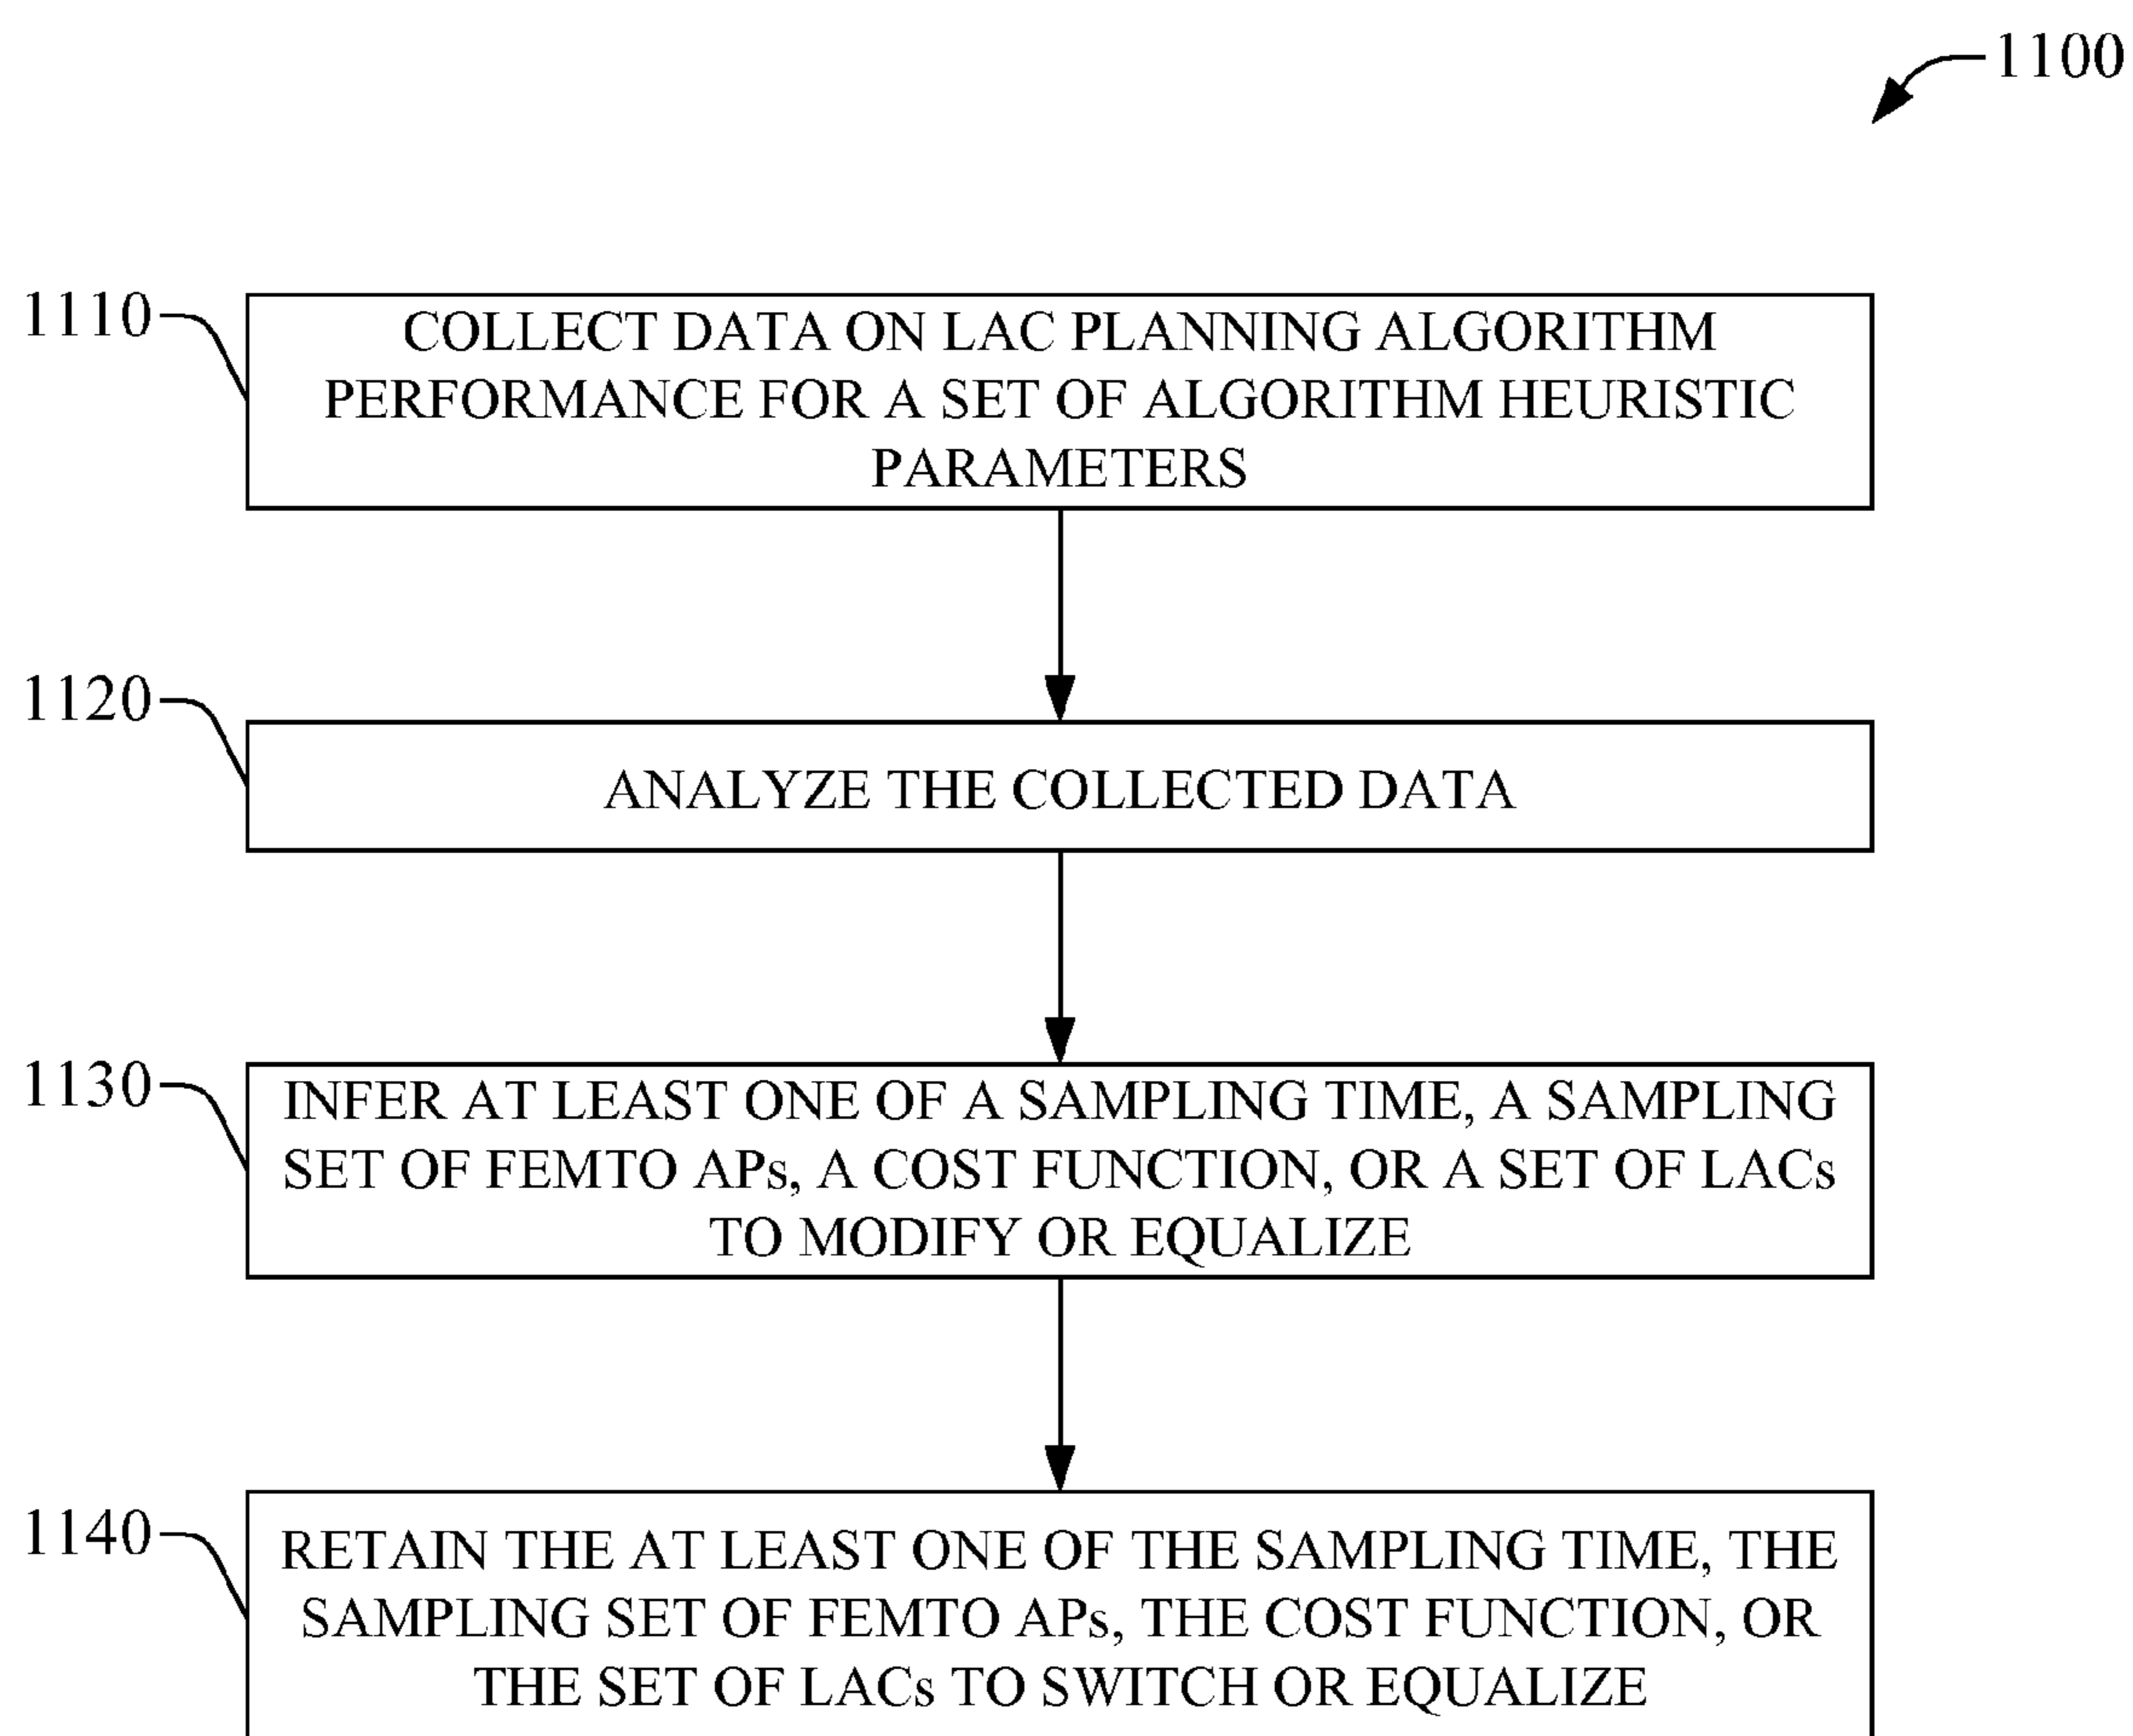 1100
1110
COLLECT DATA ON LAC PLANNING ALGORITHM
PERFORMANCE FOR A SET OF ALGORITHM HEURISTIC
PARAMETERS
1120
ANALYZE THE COLLECTED DATA
1130
INFER AT LEAST ONE OF A SAMPLING TIME, A SAMPLING
SET OF FEMTO APs, A COST FUNCTION, OR A SET OF LACs
TO MODIFY OR EQUALIZE
1140
RETAIN THE AT LEAST ONE OF THE SAMPLING TIME, THE
SAMPLING SET OF FEMTO APs, THE COST FUNCTION, OR
THE SET OF LACs TO SWITCH OR EQUALIZE